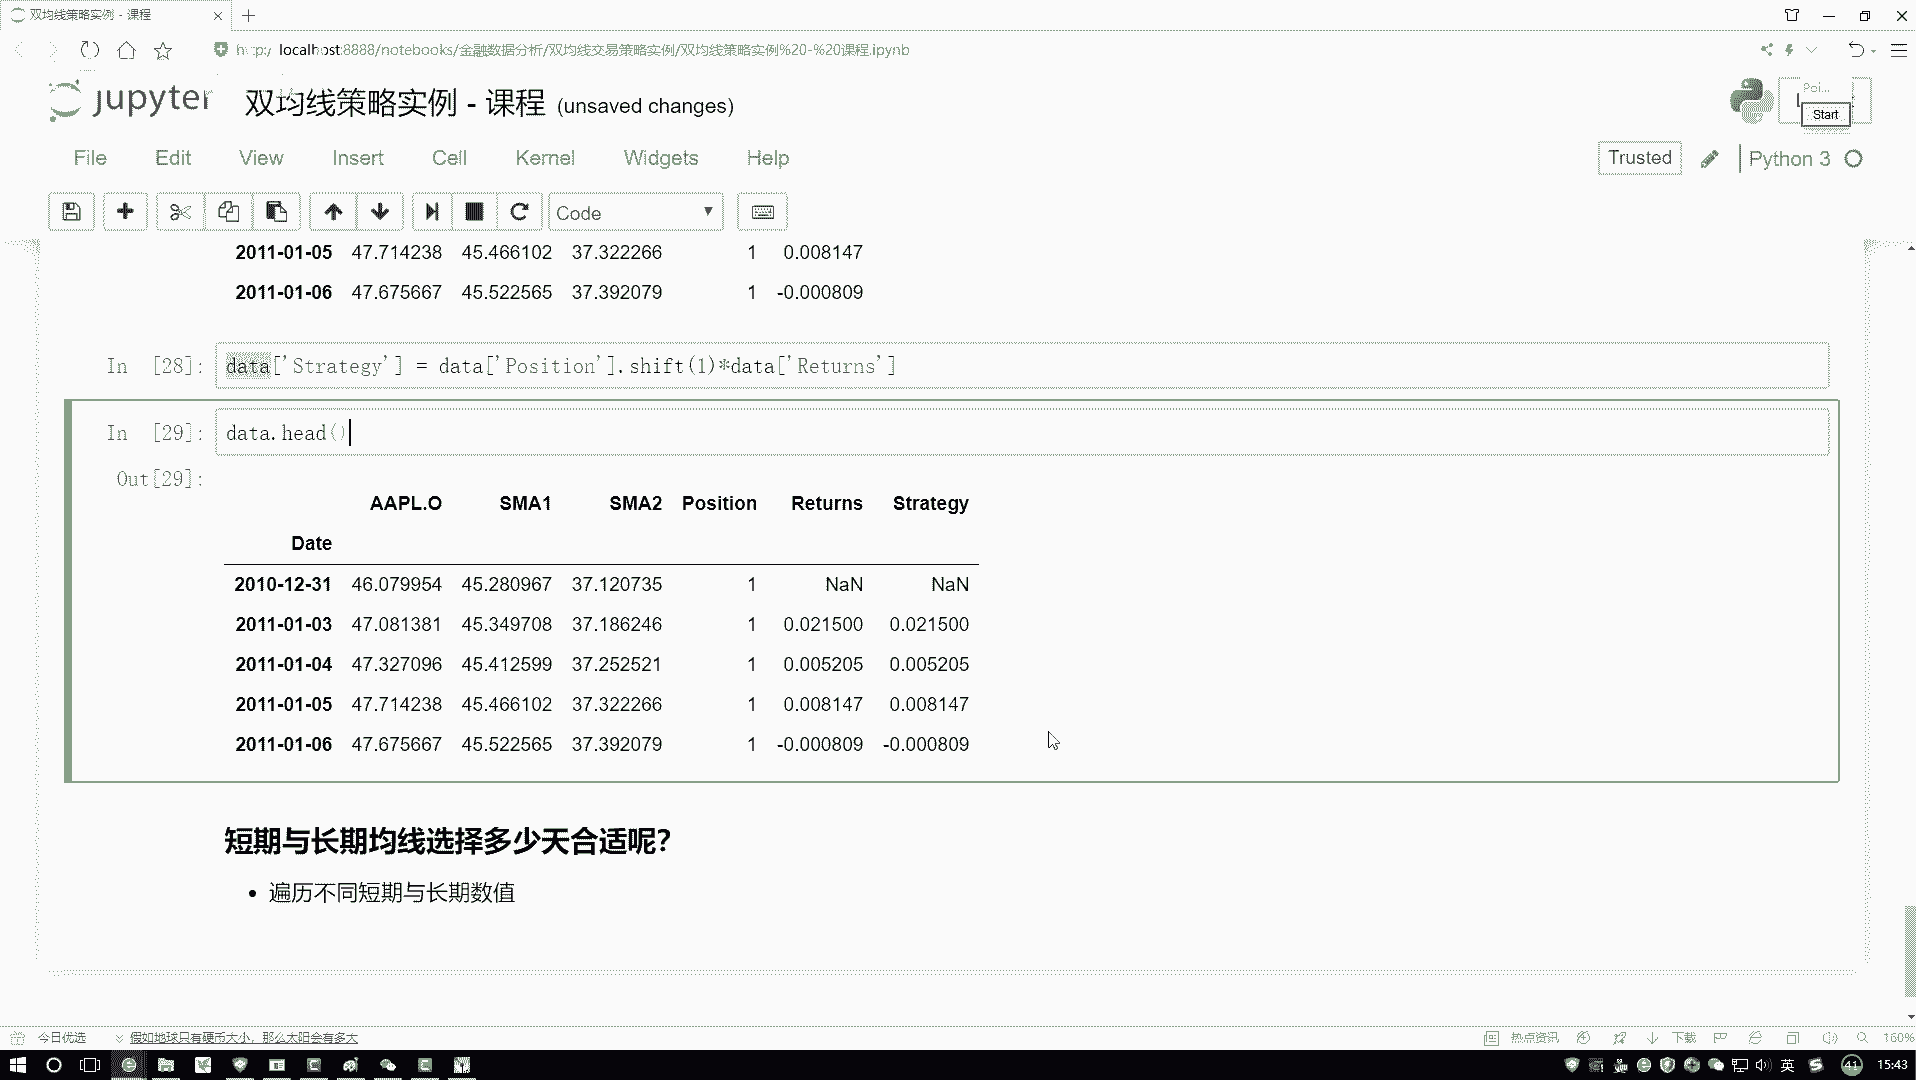 双均线策略实例 - 课程
localhost:8888/notebooks/金融数据分析/双均线交易策略实例/双均线策略实例%20-%20课程.ipynb
jupyter 双均线策略实例 - 课程 (unsaved changes)
Poi...
Start
File Edit View Insert Cell Kernel Widgets Help
Trusted Python 3
Code
2011-01-05 47.714238 45.466102 37.322266 1 0.008147
2011-01-06 47.675667 45.522565 37.392079 1 -0.000809
In [28]: data['Strategy'] = data['Position'].shift(1)*data['Returns']
In [29]: data.head()
Out[29]:
AAPL.O SMA1 SMA2 Position Returns Strategy
Date
2010-12-31 46.079954 45.280967 37.120735 1 NaN NaN
2011-01-03 47.081381 45.349708 37.186246 1 0.021500 0.021500
2011-01-04 47.327096 45.412599 37.252521 1 0.005205 0.005205
2011-01-05 47.714238 45.466102 37.322266 1 0.008147 0.008147
2011-01-06 47.675667 45.522565 37.392079 1 -0.000809 -0.000809
短期与长期均线选择多少天合适呢?
• 遍历不同短期与长期数值
今日优选 假如地球只有硬币大小，那么太阳会有多大 热点资讯 下载 160%
英 41 15:43